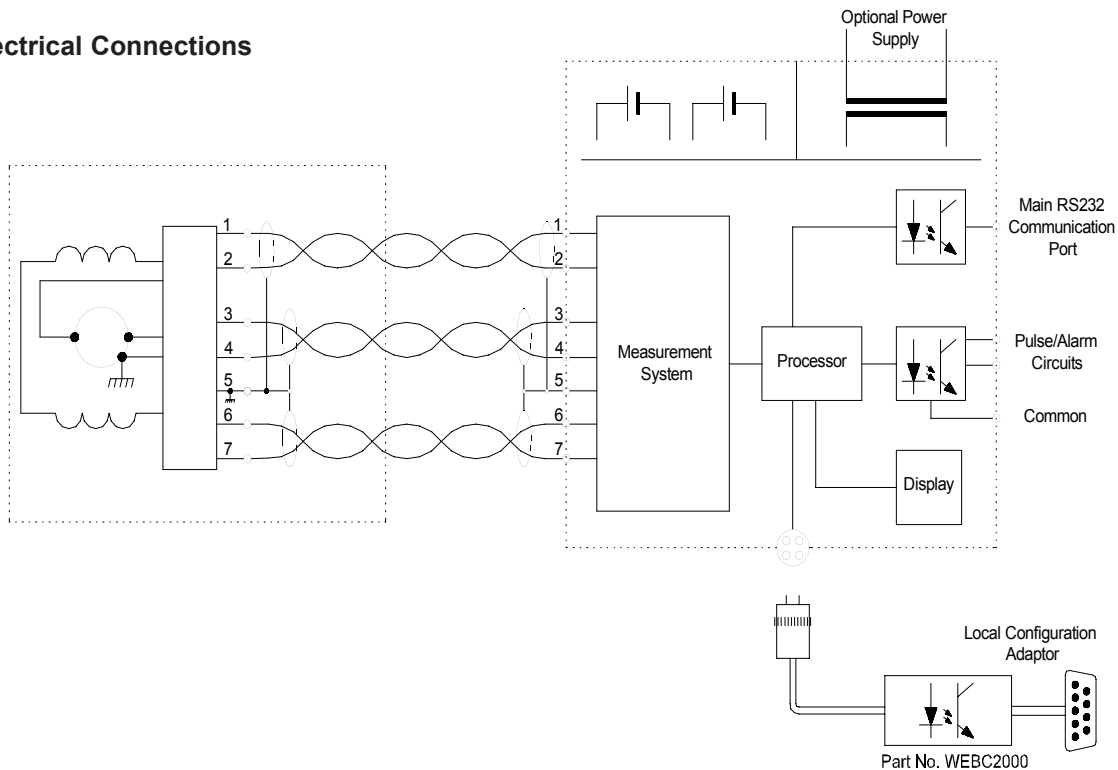 ectrical Connections
Optional Power
Supply
1
2
3
4
5
6
7
1
2
3
4
5
6
7
Measurement
System
Processor
Display
Main RS232
Communication
Port
Pulse/Alarm
Circuits
Common
Local Configuration
Adaptor
Part No. WEBC2000